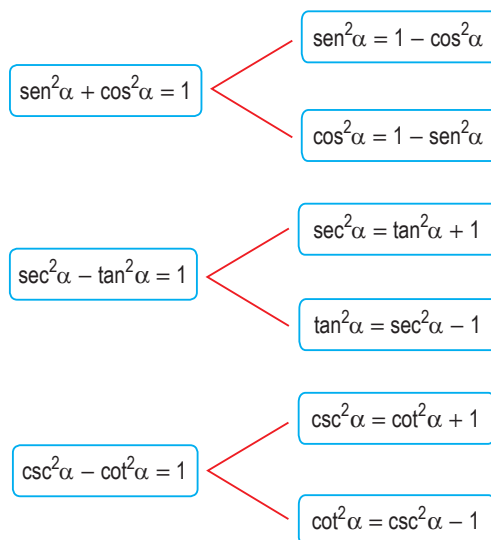 sen²α = 1 – cos²α
sen²α + cos²α = 1
cos²α = 1 – sen²α
sec²α = tan²α + 1
sec²α – tan²α = 1
tan²α = sec²α – 1
csc²α = cot²α + 1
csc²α – cot²α = 1
cot²α = csc²α – 1